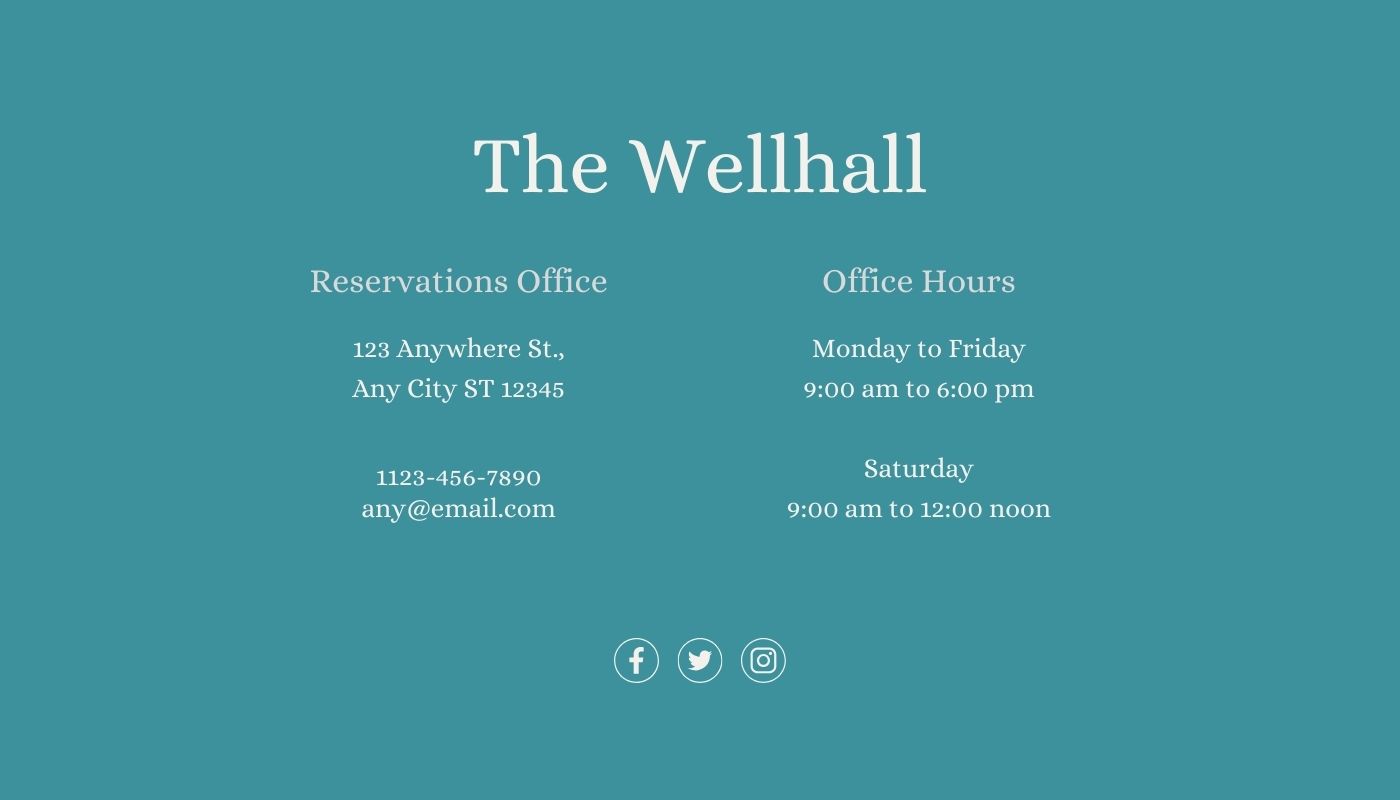 The Wellhall
Reservations Office
123 Anywhere St.,
Any City ST 12345
1123-456-7890
any@email.com
Office Hours
Monday to Friday
9:00 am to 6:00 pm
Saturday
9:00 am to 12:00 noon